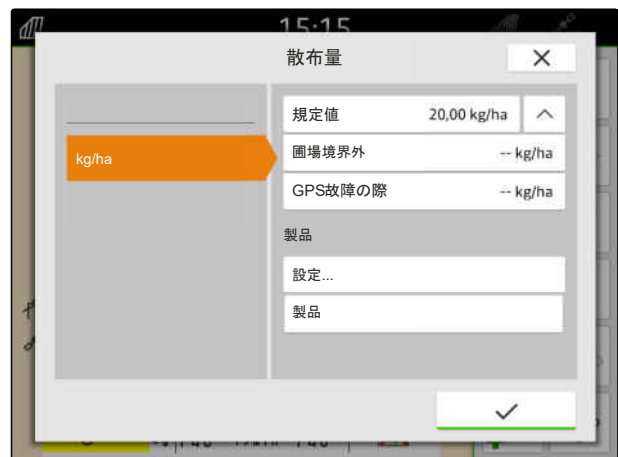 15:15
散布量
kg/ha
規定値 20,00 kg/ha
圃場境界外 -- kg/ha
GPS故障の際 -- kg/ha
製品
設定...
製品